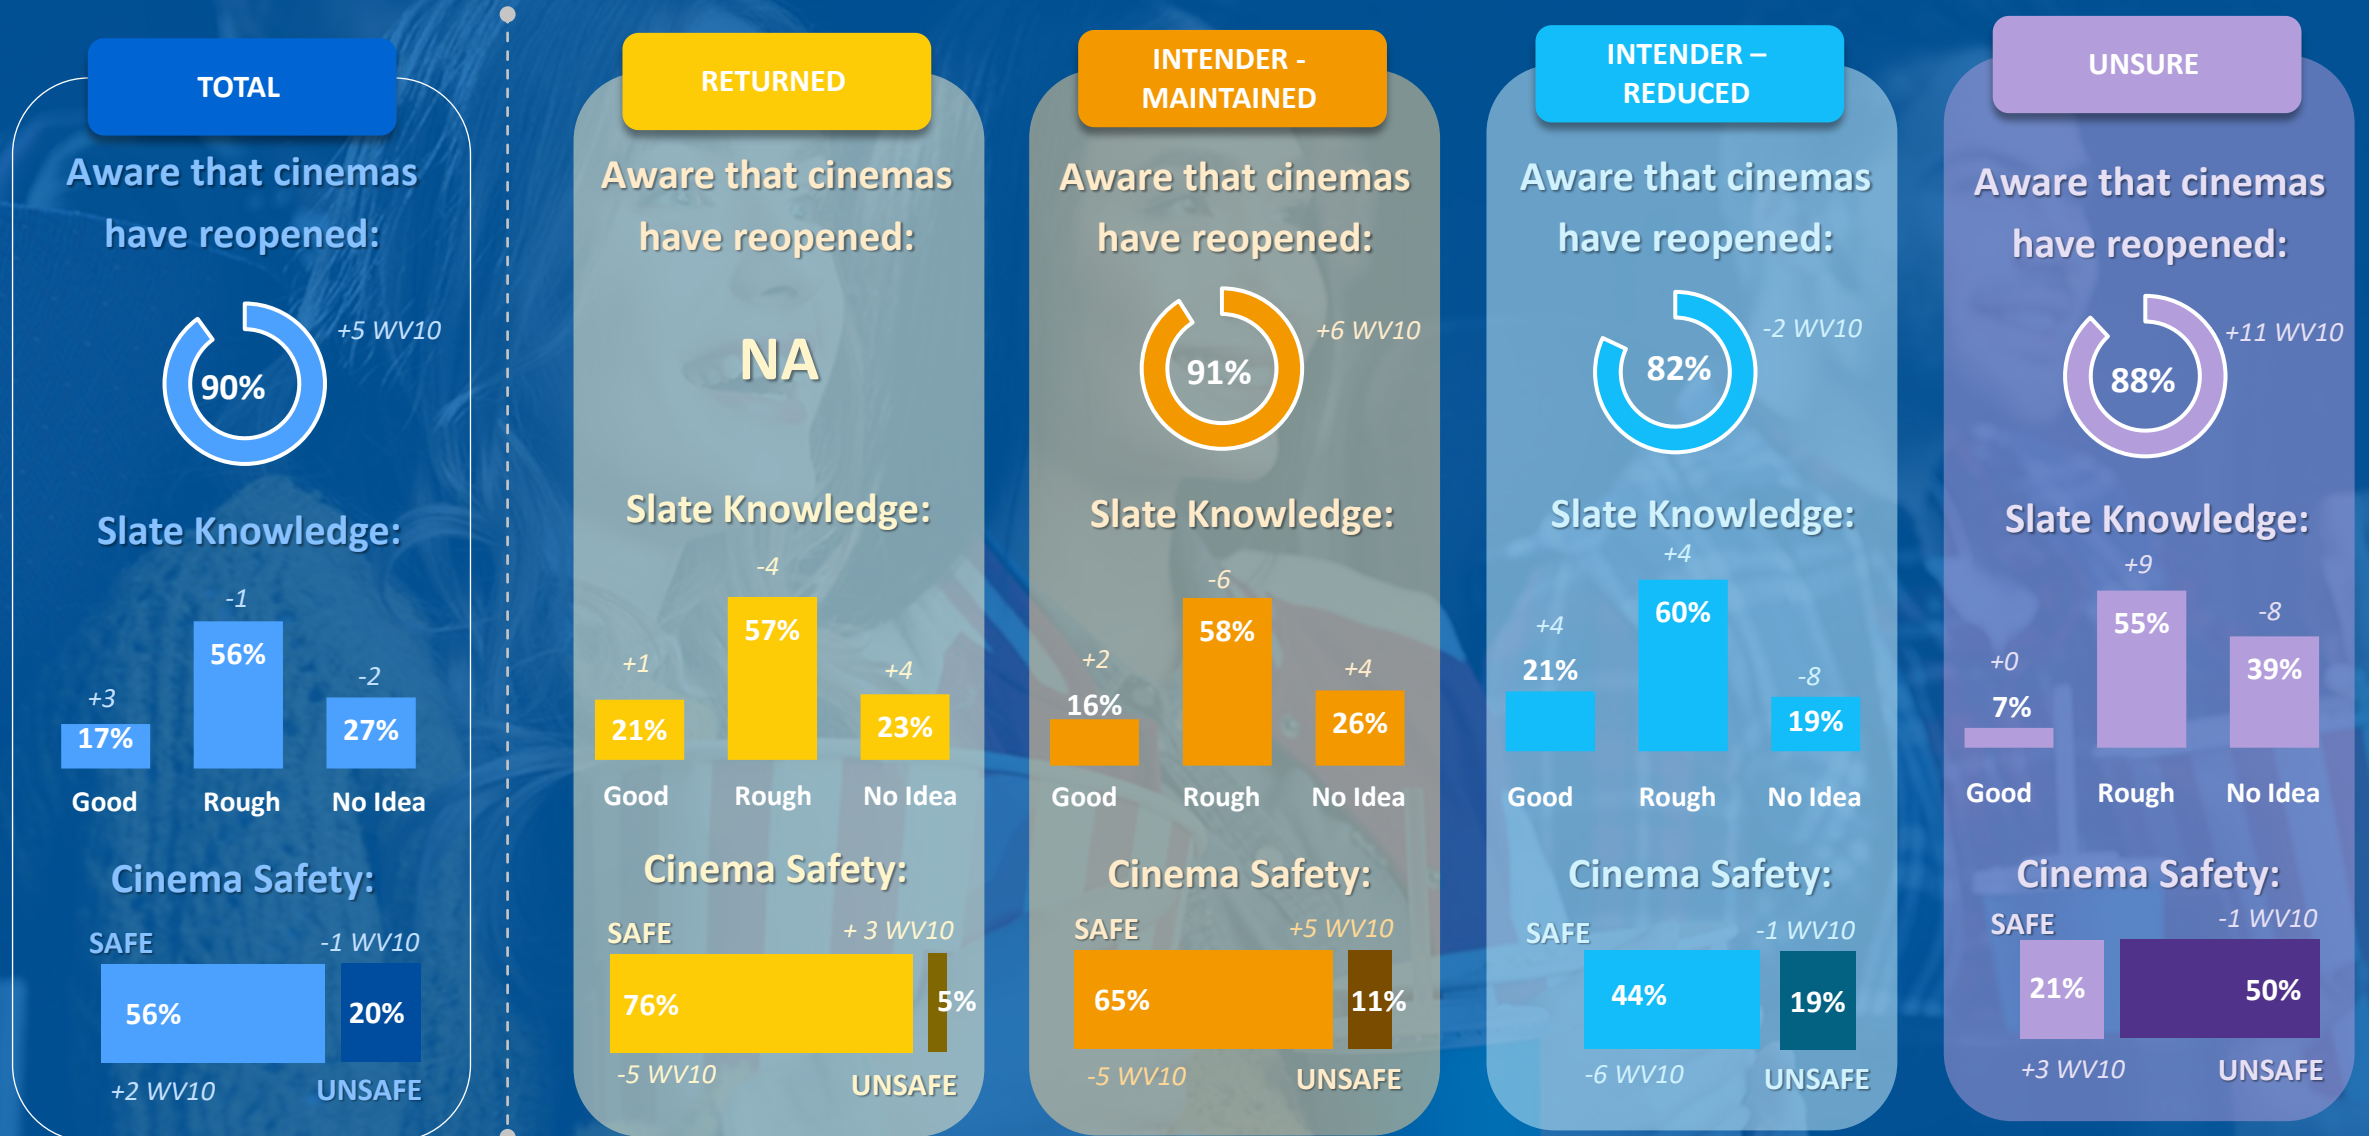 TOTAL
Aware that cinemas
have reopened:
+5 WV10
90%
Slate Knowledge:
+3
-1
-2
17%
56%
27%
Good
Rough
No Idea
Cinema Safety:
SAFE
-1 WV10
56%
20%
+2 WV10
UNSAFE
RETURNED
Aware that cinemas
have reopened:
NA
Slate Knowledge:
+1
-4
+4
21%
57%
23%
Good
Rough
No Idea
Cinema Safety:
SAFE
+ 3 WV10
76%
5%
-5 WV10
UNSAFE
INTENDER -
MAINTAINED
Aware that cinemas
have reopened:
+6 WV10
91%
Slate Knowledge:
+2
-6
+4
16%
58%
26%
Good
Rough
No Idea
Cinema Safety:
SAFE
+5 WV10
65%
11%
-5 WV10
UNSAFE
INTENDER –
REDUCED
Aware that cinemas
have reopened:
-2 WV10
82%
Slate Knowledge:
+4
+4
-8
21%
60%
19%
Good
Rough
No Idea
Cinema Safety:
SAFE
-1 WV10
44%
19%
-6 WV10
UNSAFE
UNSURE
Aware that cinemas
have reopened:
+11 WV10
88%
Slate Knowledge:
+0
+9
-8
7%
55%
39%
Good
Rough
No Idea
Cinema Safety:
SAFE
-1 WV10
21%
50%
+3 WV10
UNSAFE